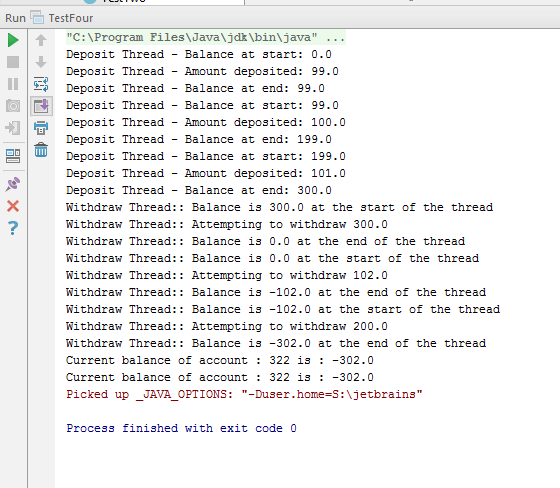 TestTwo
Run TestFour
"C:\Program Files\Java\jdk\bin\java" ...
Deposit Thread - Balance at start: 0.0
Deposit Thread - Amount deposited: 99.0
Deposit Thread - Balance at end: 99.0
Deposit Thread - Balance at start: 99.0
Deposit Thread - Amount deposited: 100.0
Deposit Thread - Balance at end: 199.0
Deposit Thread - Balance at start: 199.0
Deposit Thread - Amount deposited: 101.0
Deposit Thread - Balance at end: 300.0
Withdraw Thread:: Balance is 300.0 at the start of the thread
Withdraw Thread:: Attempting to withdraw 300.0
Withdraw Thread:: Balance is 0.0 at the end of the thread
Withdraw Thread:: Balance is 0.0 at the start of the thread
Withdraw Thread:: Attempting to withdraw 102.0
Withdraw Thread:: Balance is -102.0 at the end of the thread
Withdraw Thread:: Balance is -102.0 at the start of the thread
Withdraw Thread:: Attempting to withdraw 200.0
Withdraw Thread:: Balance is -302.0 at the end of the thread
Current balance of account : 322 is : -302.0
Current balance of account : 322 is : -302.0
Picked up _JAVA_OPTIONS: "-Duser.home=S:\jetbrains"
Process finished with exit code 0